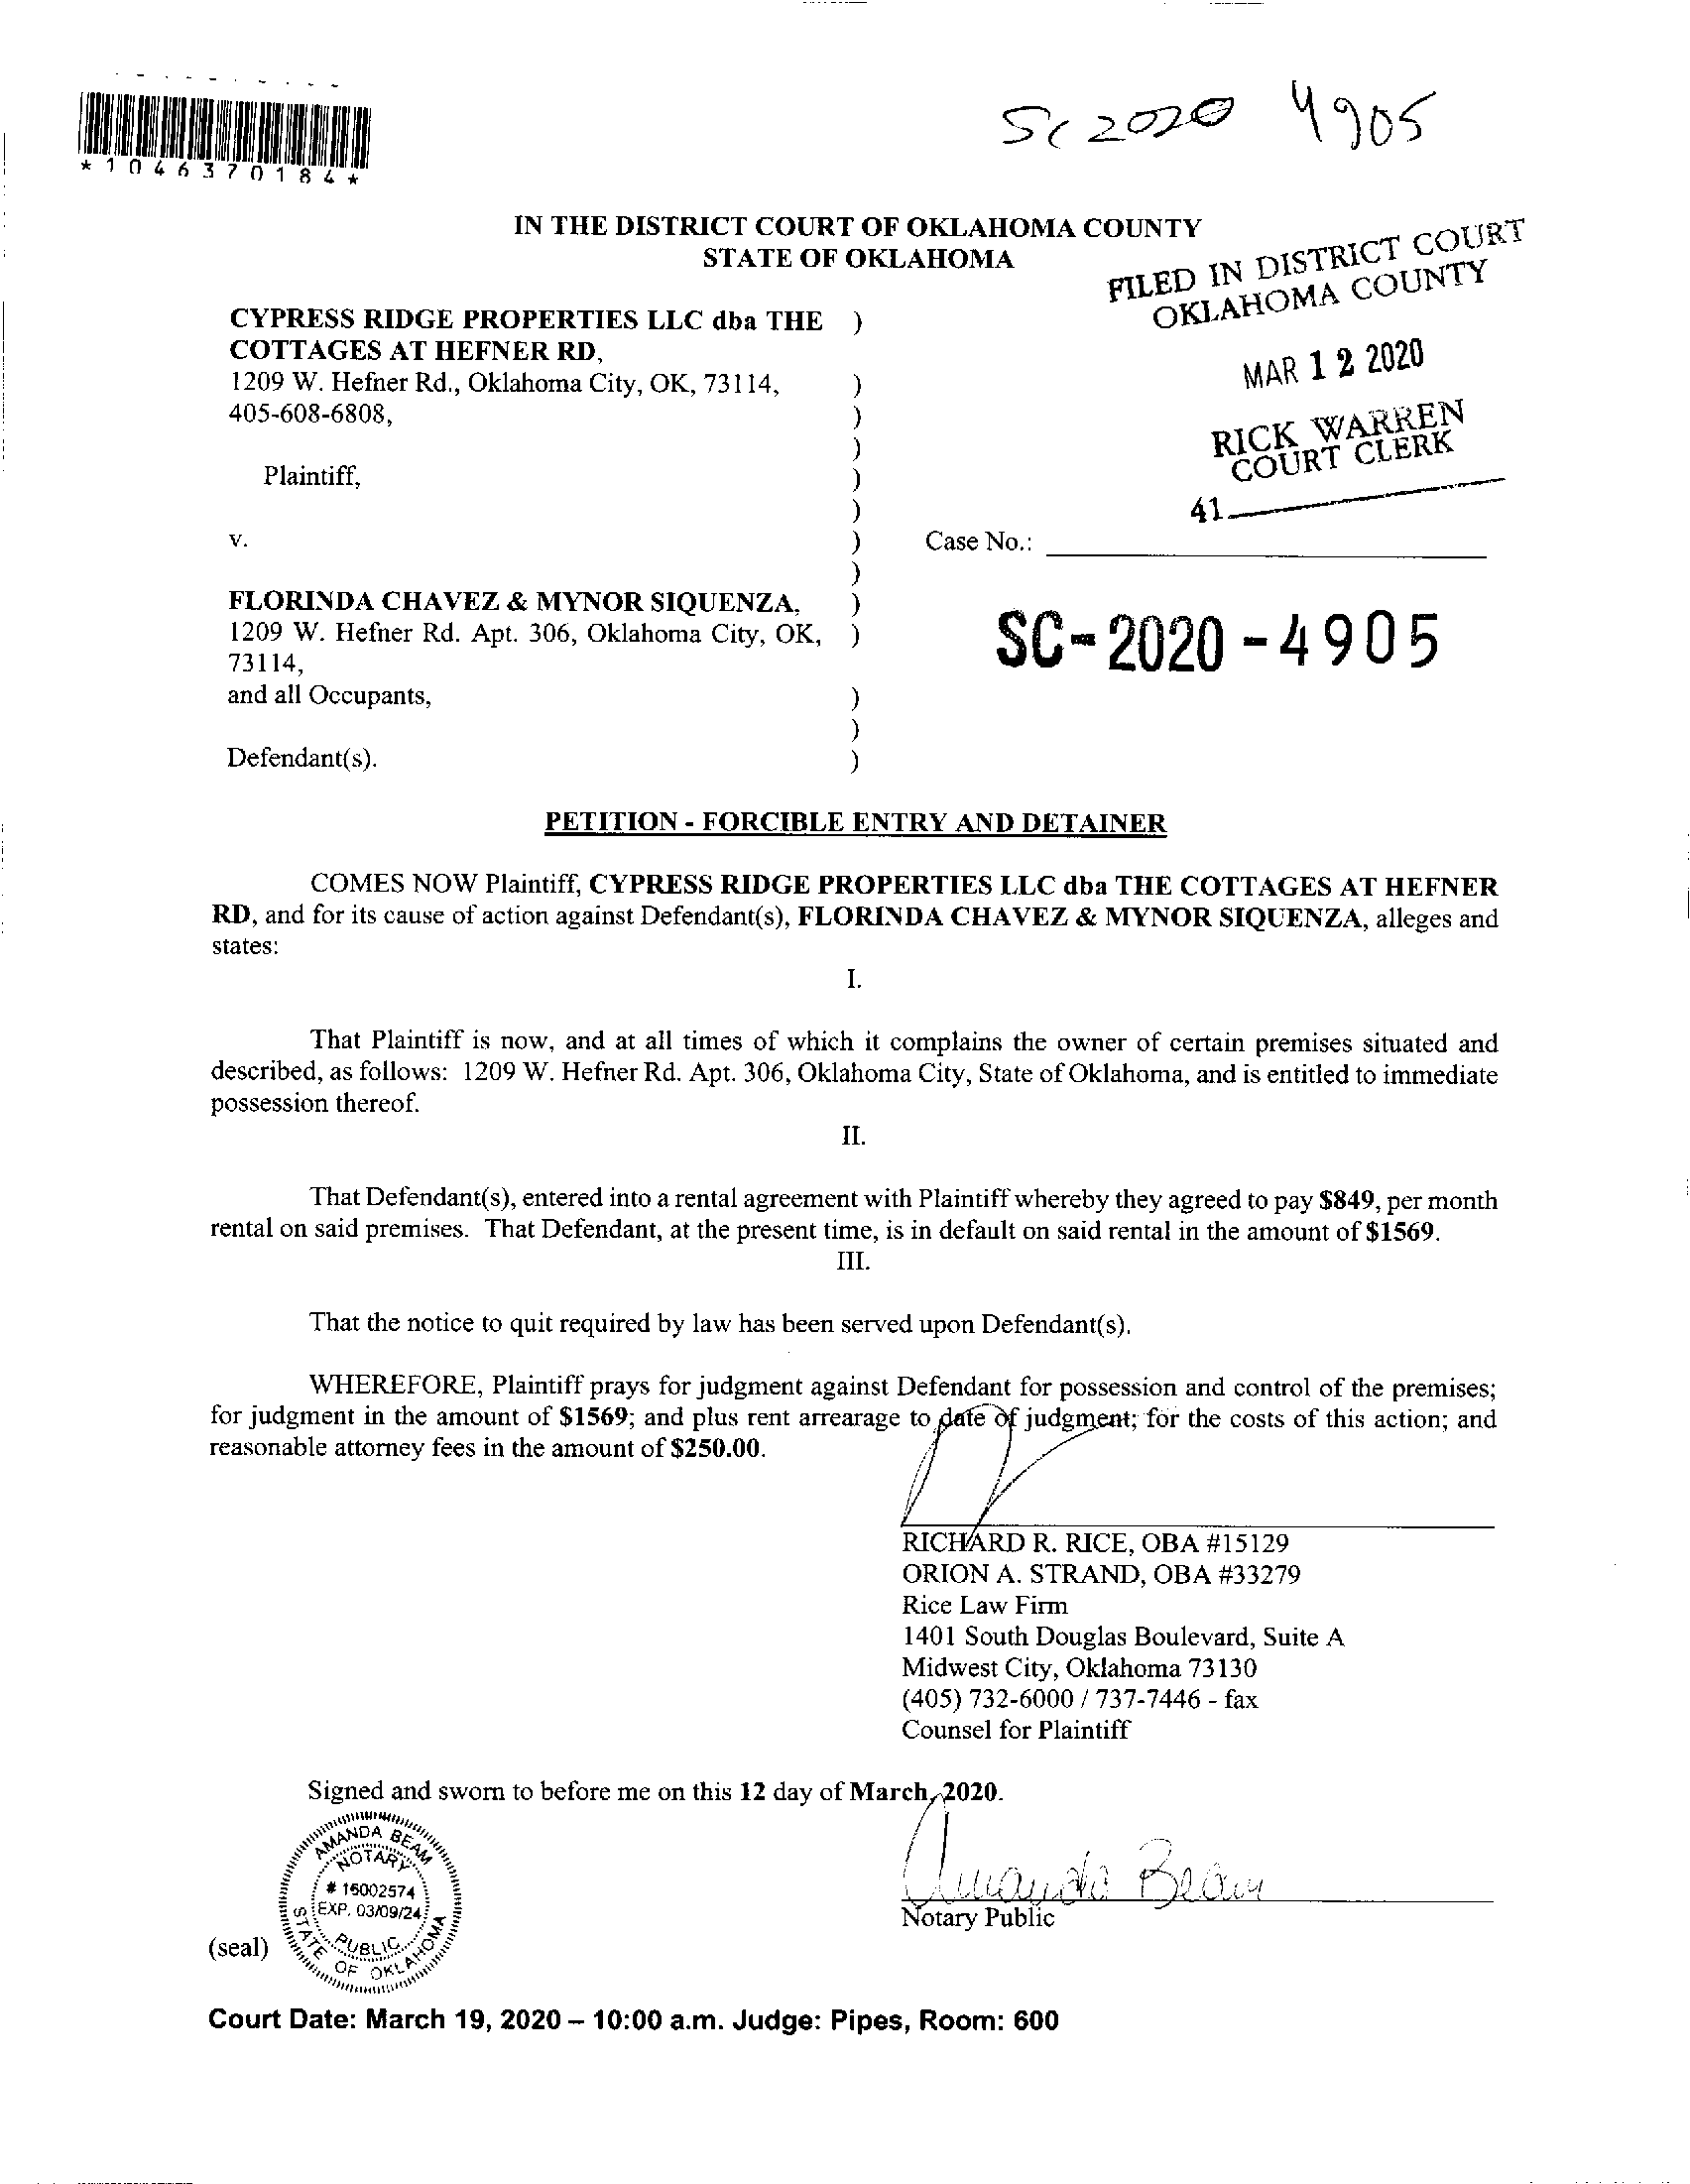 SC 2020 4905
*1046370184*
IN THE DISTRICT COURT OF OKLAHOMA COUNTY
STATE OF OKLAHOMA
FILED IN DISTRICT COURT
OKLAHOMA COUNTY
MAR 12 2020
RICK WARREN
COURT CLERK
41
CYPRESS RIDGE PROPERTIES LLC dba THE )
COTTAGES AT HEFNER RD,
1209 W. Hefner Rd., Oklahoma City, OK, 73114, )
405-608-6808, )
)
Plaintiff, )
)
v. ) Case No.:
)
FLORINDA CHAVEZ & MYNOR SIQUENZA, )
1209 W. Hefner Rd. Apt. 306, Oklahoma City, OK, )
73114,
and all Occupants, )
)
Defendant(s). )
SC-2020-4905
PETITION - FORCIBLE ENTRY AND DETAINER
COMES NOW Plaintiff, CYPRESS RIDGE PROPERTIES LLC dba THE COTTAGES AT HEFNER
RD, and for its cause of action against Defendant(s), FLORINDA CHAVEZ & MYNOR SIQUENZA, alleges and
states:
I.
That Plaintiff is now, and at all times of which it complains the owner of certain premises situated and
described, as follows: 1209 W. Hefner Rd. Apt. 306, Oklahoma City, State of Oklahoma, and is entitled to immediate
possession thereof.
II.
That Defendant(s), entered into a rental agreement with Plaintiff whereby they agreed to pay $849, per month
rental on said premises. That Defendant, at the present time, is in default on said rental in the amount of $1569.
III.
That the notice to quit required by law has been served upon Defendant(s).
WHEREFORE, Plaintiff prays for judgment against Defendant for possession and control of the premises;
for judgment in the amount of $1569; and plus rent arrearage to date of judgment; for the costs of this action; and
reasonable attorney fees in the amount of $250.00.
RICHARD R. RICE, OBA #15129
ORION A. STRAND, OBA #33279
Rice Law Firm
1401 South Douglas Boulevard, Suite A
Midwest City, Oklahoma 73130
(405) 732-6000 / 737-7446 - fax
Counsel for Plaintiff
Signed and sworn to before me on this 12 day of March, 2020.
AMANDA BEAM
NOTARY
# 16002574
EXP. 03/09/24
PUBLIC
STATE OF OKLAHOMA
Amanda Beam
Notary Public
(seal)
Court Date: March 19, 2020 – 10:00 a.m. Judge: Pipes, Room: 600